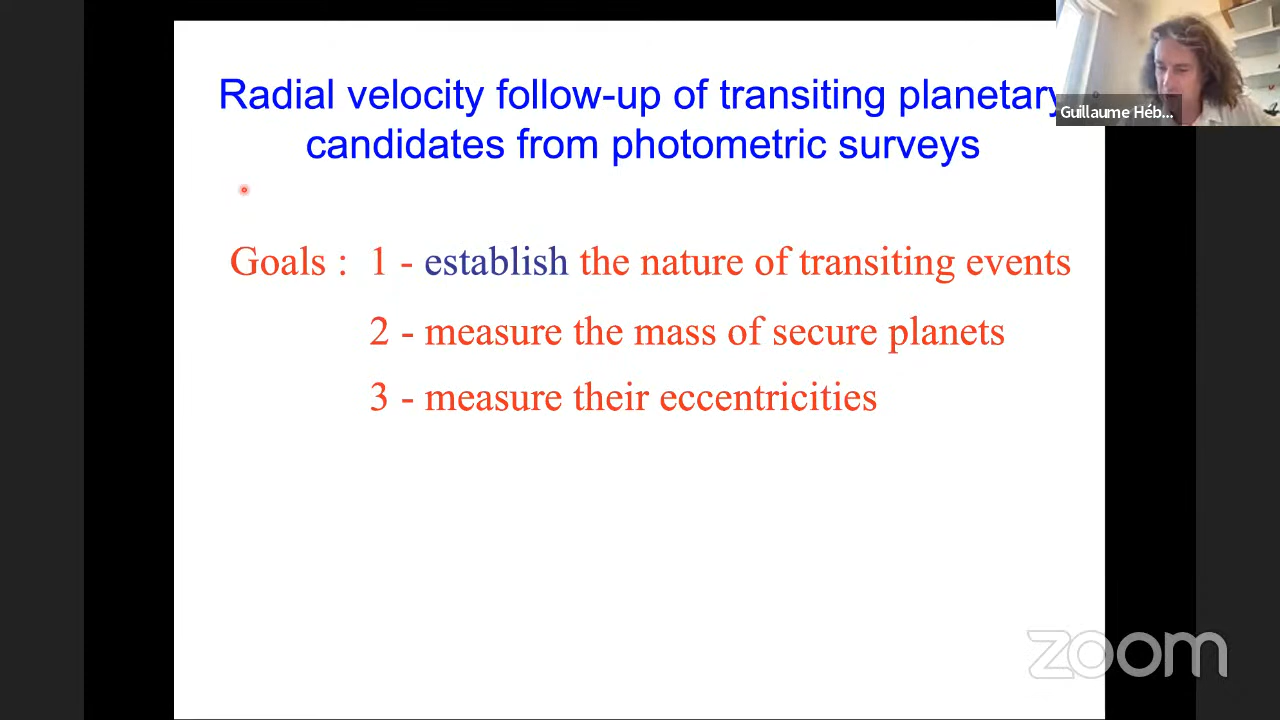 Radial velocity follow-up of transiting planetary
candidates from photometric surveys
Guillaume Héb...
Goals : 1 - establish the nature of transiting events
2 - measure the mass of secure planets
3 - measure their eccentricities
zoom